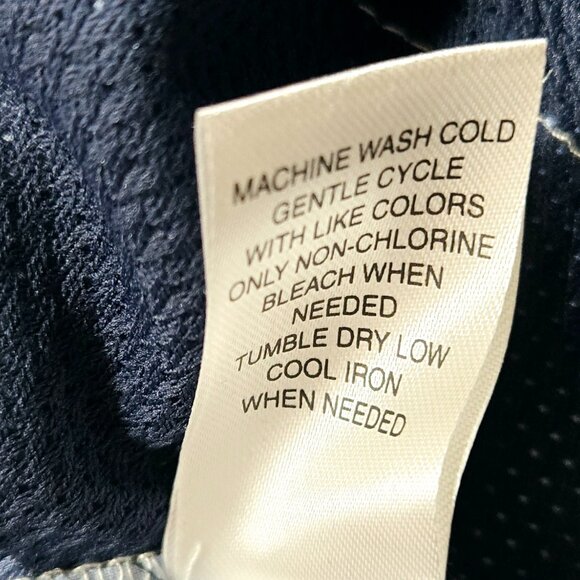 MACHINE WASH COLD
GENTLE CYCLE
WITH LIKE COLORS
ONLY NON-CHLORINE
BLEACH WHEN
NEEDED
TUMBLE DRY LOW
COOL IRON
WHEN NEEDED